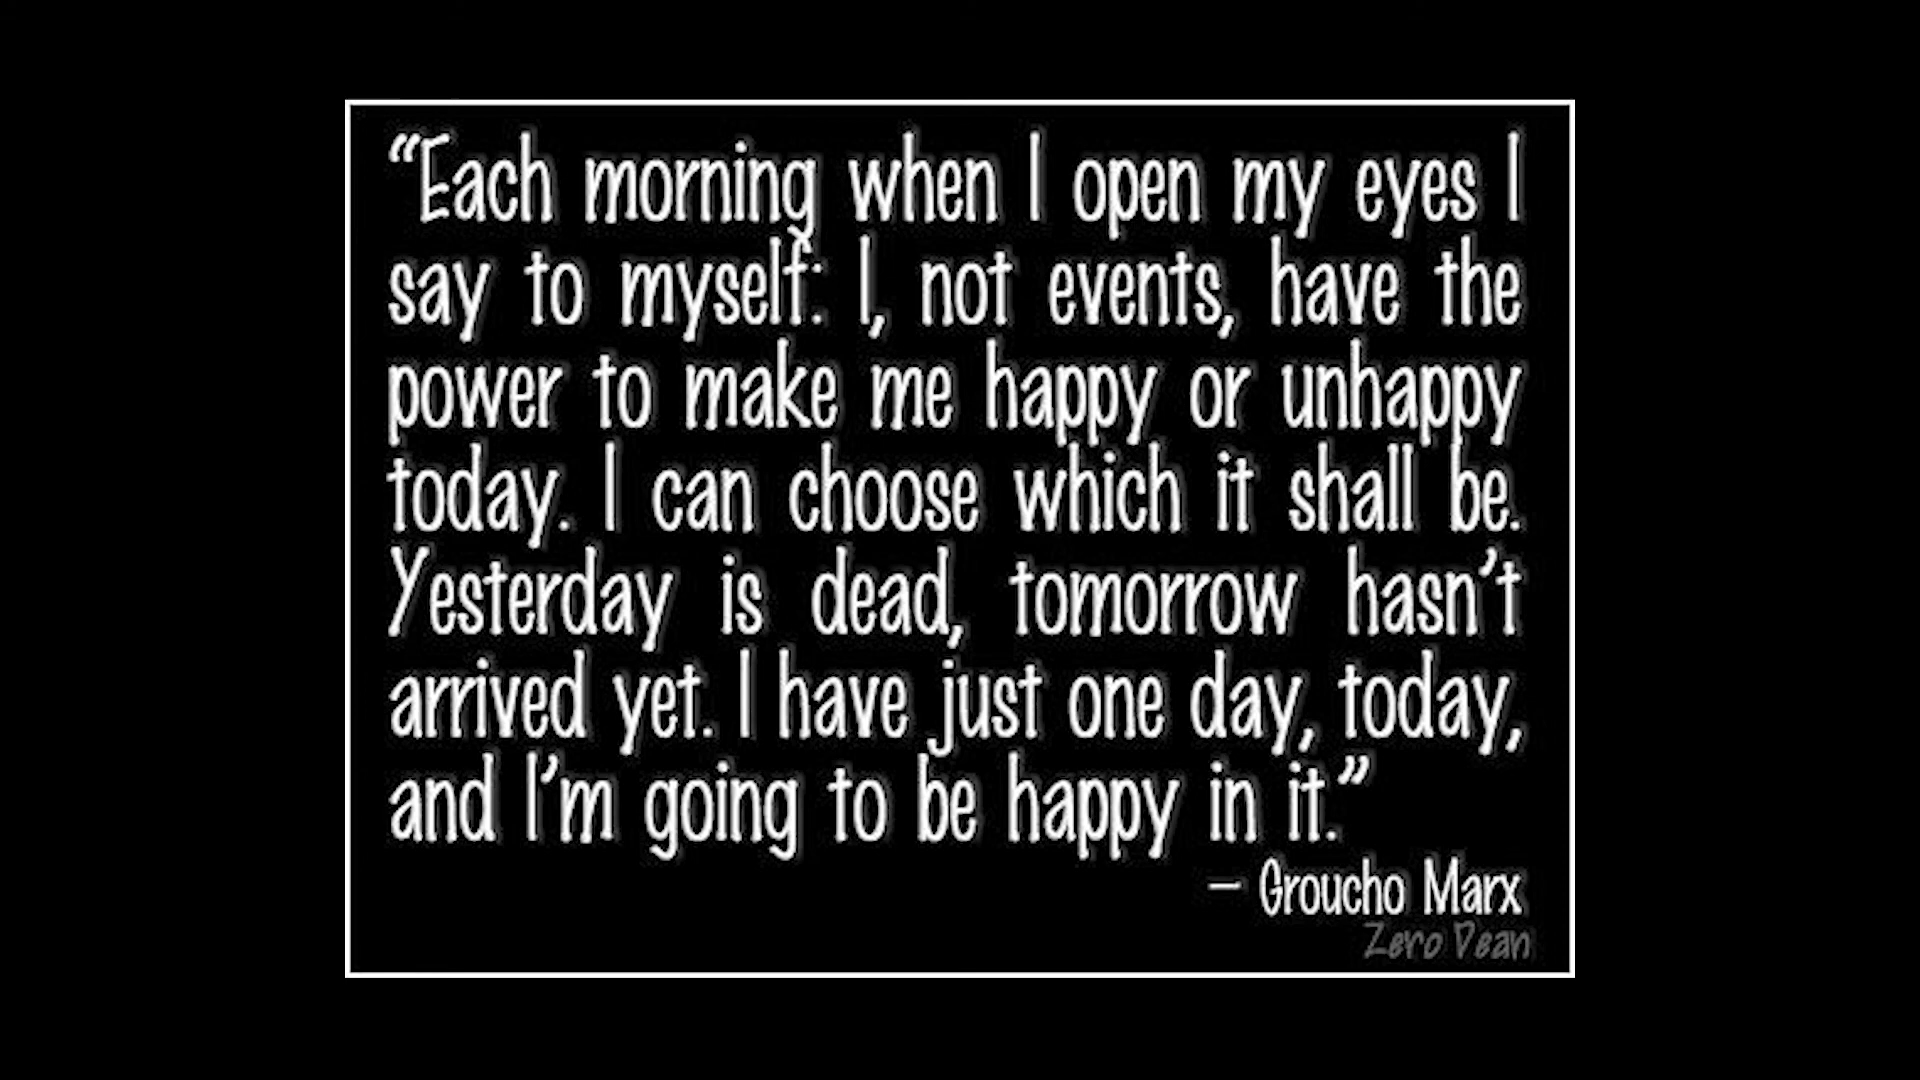 “Each morning when I open my eyes I
say to myself: I, not events, have the
power to make me happy or unhappy
today. I can choose which it shall be.
Yesterday is dead, tomorrow hasn’t
arrived yet. I have just one day, today,
and I’m going to be happy in it.”
– Groucho Marx
Zero Dean